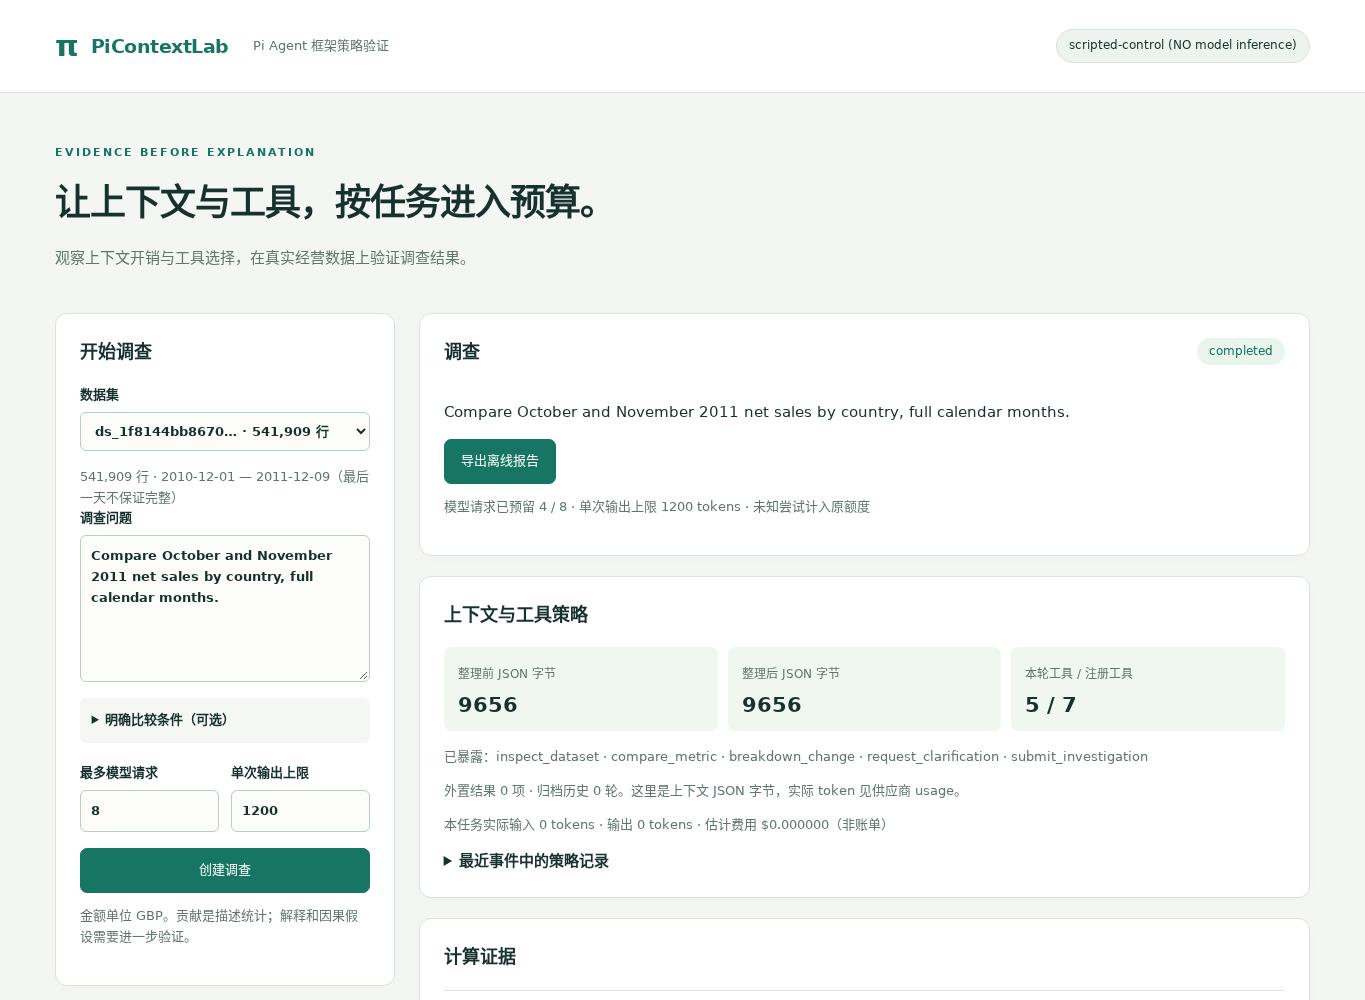 π PiContextLab Pi Agent 框架策略验证 scripted-control (NO model inference)
EVIDENCE BEFORE EXPLANATION
让上下文与工具，按任务进入预算。
观察上下文开销与工具选择，在真实经营数据上验证调查结果。
开始调查
数据集
ds_1f8144bb8670… · 541,909 行
541,909 行 · 2010-12-01 — 2011-12-09（最后
一天不保证完整）
调查问题
Compare October and November
2011 net sales by country, full
calendar months.
明确比较条件（可选）
最多模型请求 单次输出上限
8 1200
创建调查
金额单位 GBP。贡献是描述统计；解释和因果假
设需要进一步验证。
调查 completed
Compare October and November 2011 net sales by country, full calendar months.
导出离线报告
模型请求已预留 4 / 8 · 单次输出上限 1200 tokens · 未知尝试计入原额度
上下文与工具策略
整理前 JSON 字节 整理后 JSON 字节 本轮工具 / 注册工具
9656 9656 5 / 7
已暴露：inspect_dataset · compare_metric · breakdown_change · request_clarification · submit_investigation
外置结果 0 项 · 归档历史 0 轮。这里是上下文 JSON 字节，实际 token 见供应商 usage。
本任务实际输入 0 tokens · 输出 0 tokens · 估计费用 $0.000000（非账单）
最近事件中的策略记录
计算证据